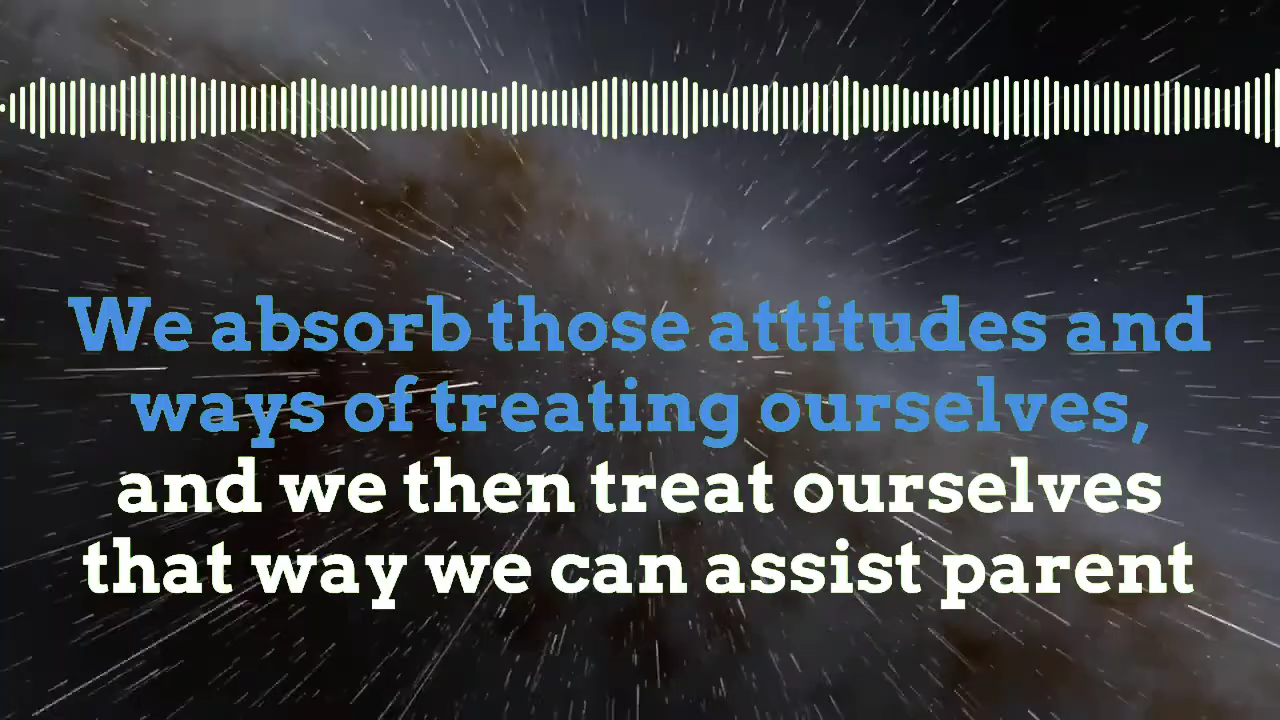 We absorb those attitudes and
ways of treating ourselves,
and we then treat ourselves
that way we can assist parent